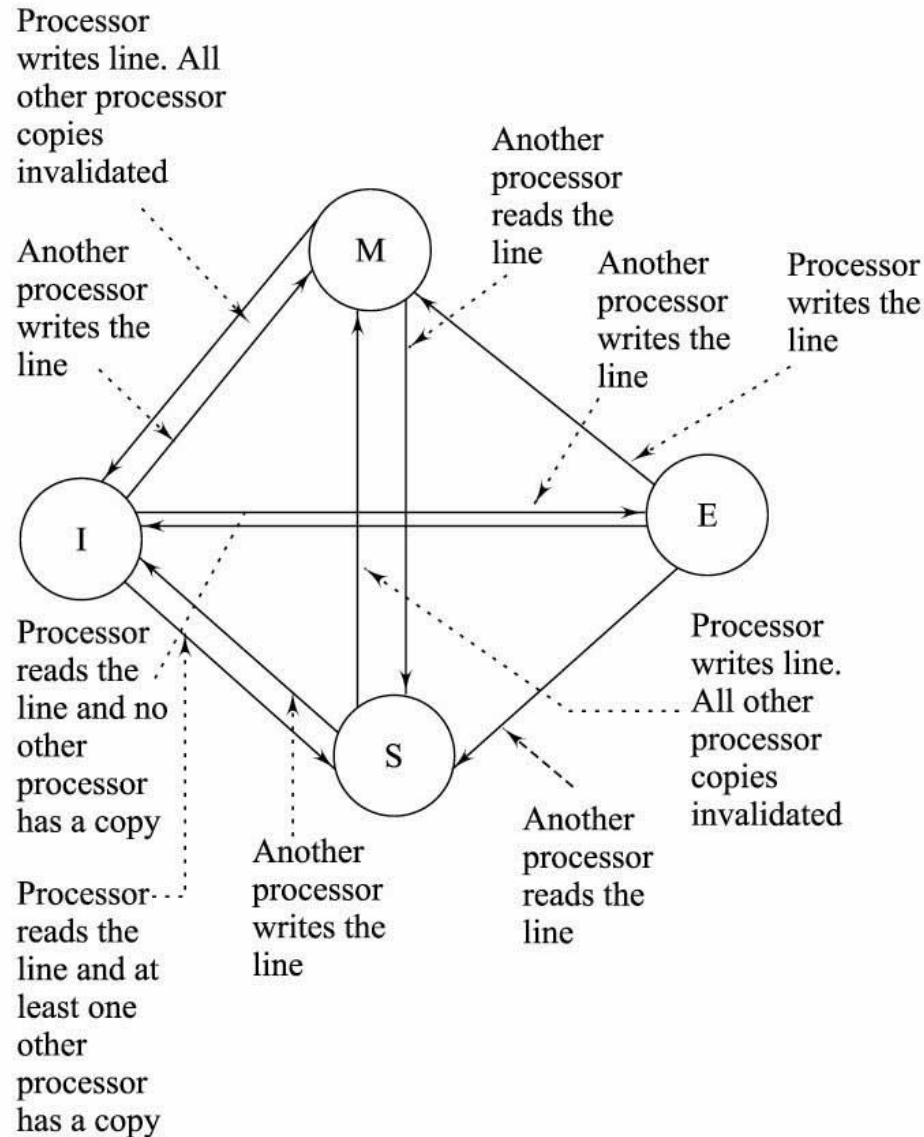 Processor
writes line. All
other processor
copies
invalidated
Another
processor
reads the
line
Another
processor
writes the
line
Another
processor
writes the
line
Processor
writes the
line
M
I
E
S
Processor
reads the
line and no
other
processor
has a copy
Processor
writes line.
All other
processor
copies
invalidated
Another
processor
writes the
line
Another
processor
reads the
line
Processor
reads the
line and at
least one
other
processor
has a copy